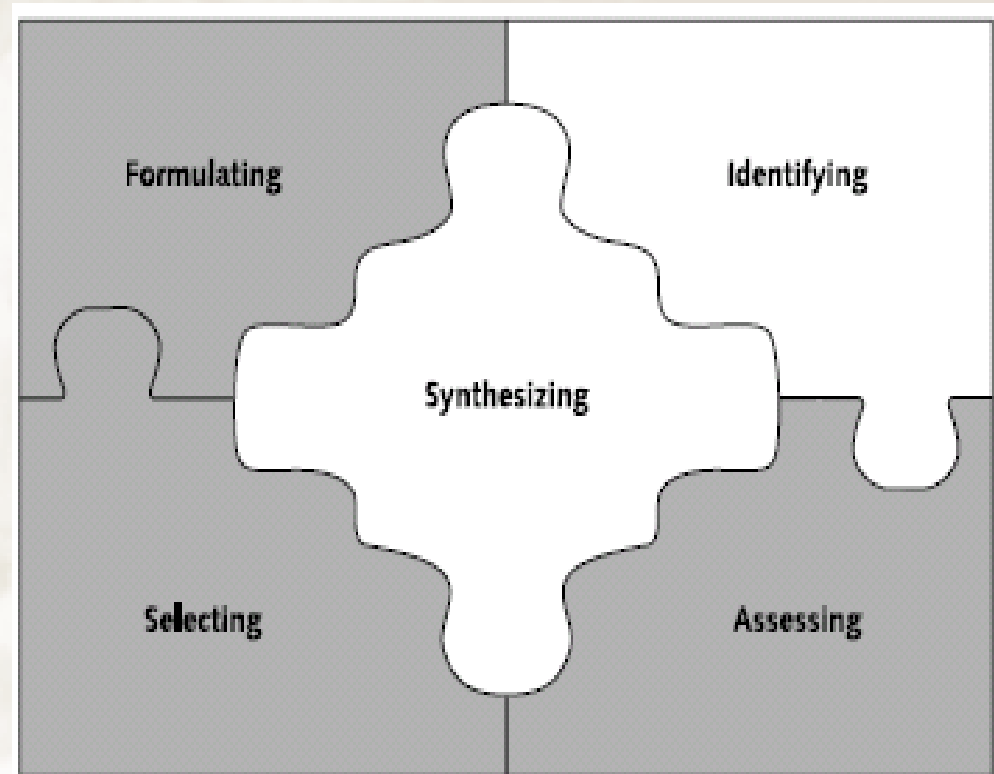 Formulating
Identifying
Synthesizing
Selecting
Assessing